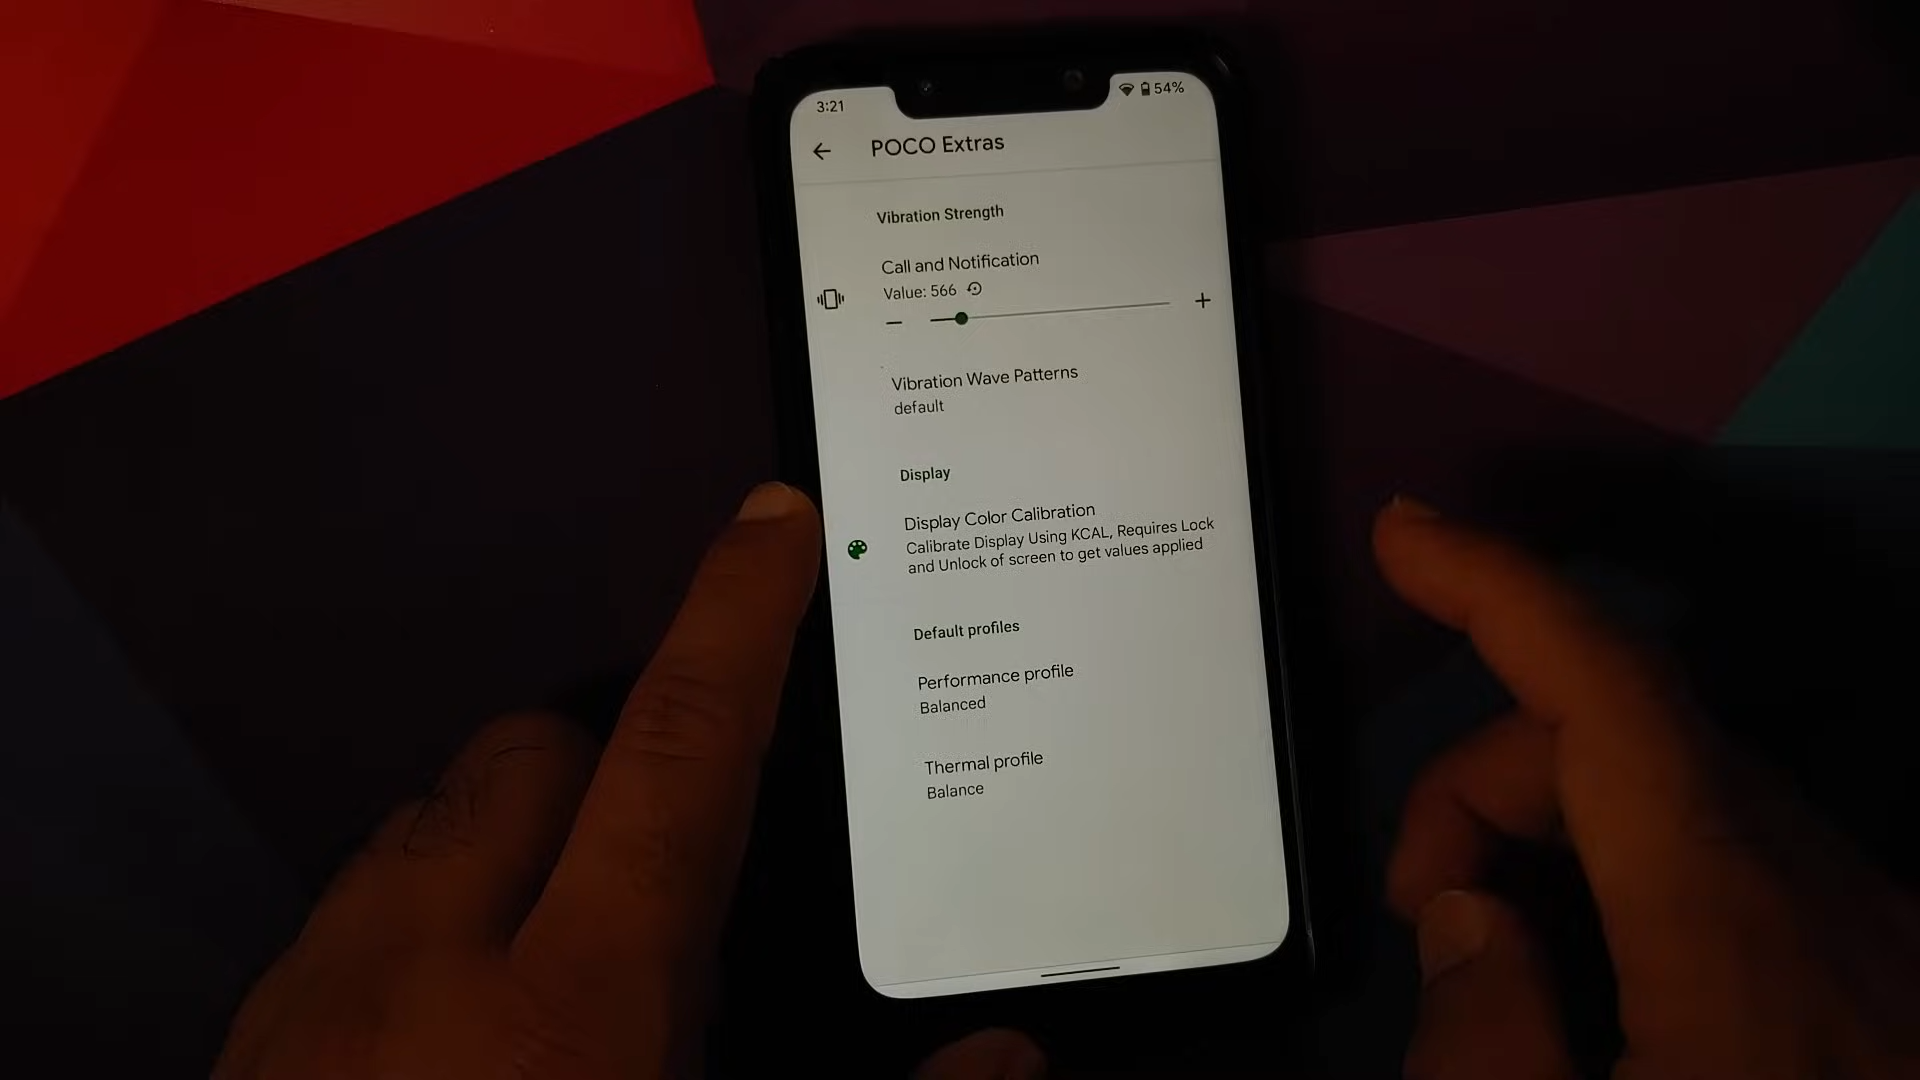 3:21
54%
POCO Extras
Vibration Strength
Call and Notification
Value: 566
Vibration Wave Patterns
default
Display
Display Color Calibration
Calibrate Display Using KCAL, Requires Lock
and Unlock of screen to get values applied
Default profiles
Performance profile
Balanced
Thermal profile
Balance